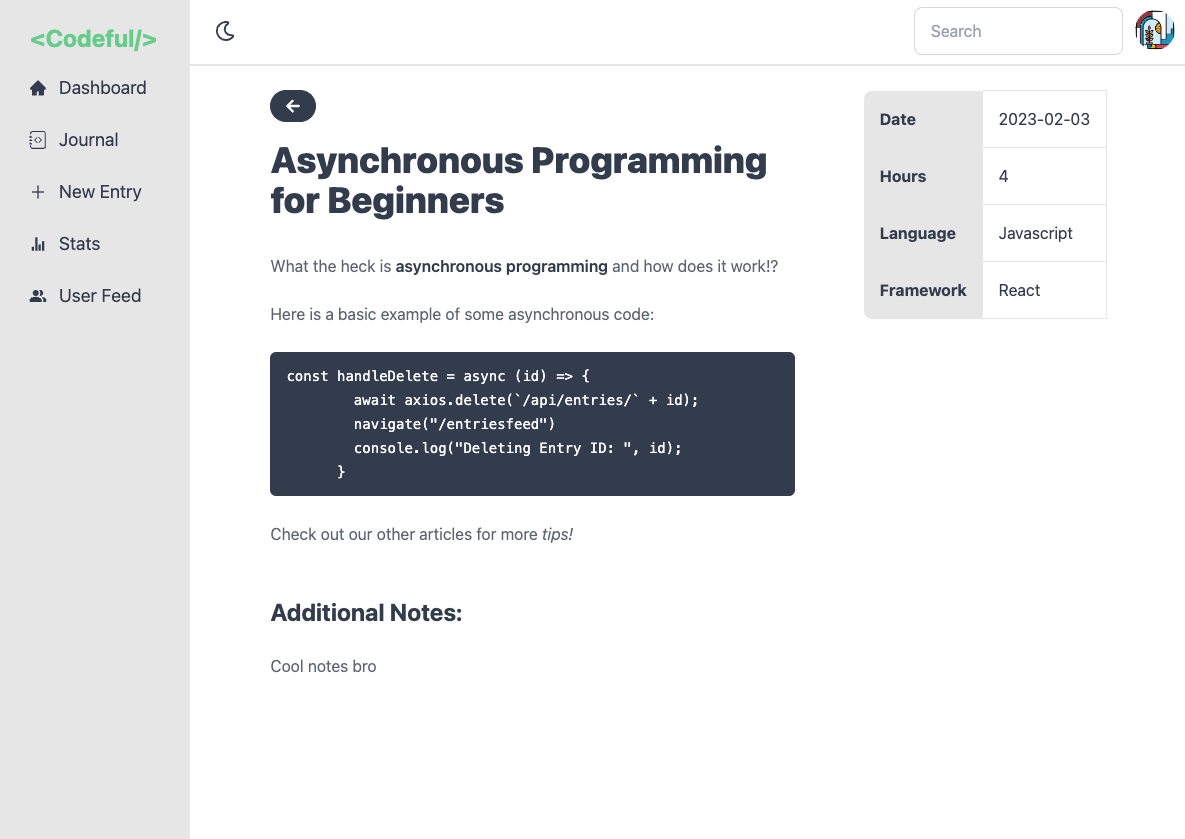 <Codeful/>
Dashboard
Journal
New Entry
Stats
User Feed
Search
Asynchronous Programming
for Beginners
What the heck is asynchronous programming and how does it work!?
Here is a basic example of some asynchronous code:
const handleDelete = async (id) => {
        await axios.delete(`/api/entries/` + id);
        navigate("/entriesfeed")
        console.log("Deleting Entry ID: ", id);
      }
Check out our other articles for more tips!
Additional Notes:
Cool notes bro
Date 2023-02-03
Hours 4
Language Javascript
Framework React